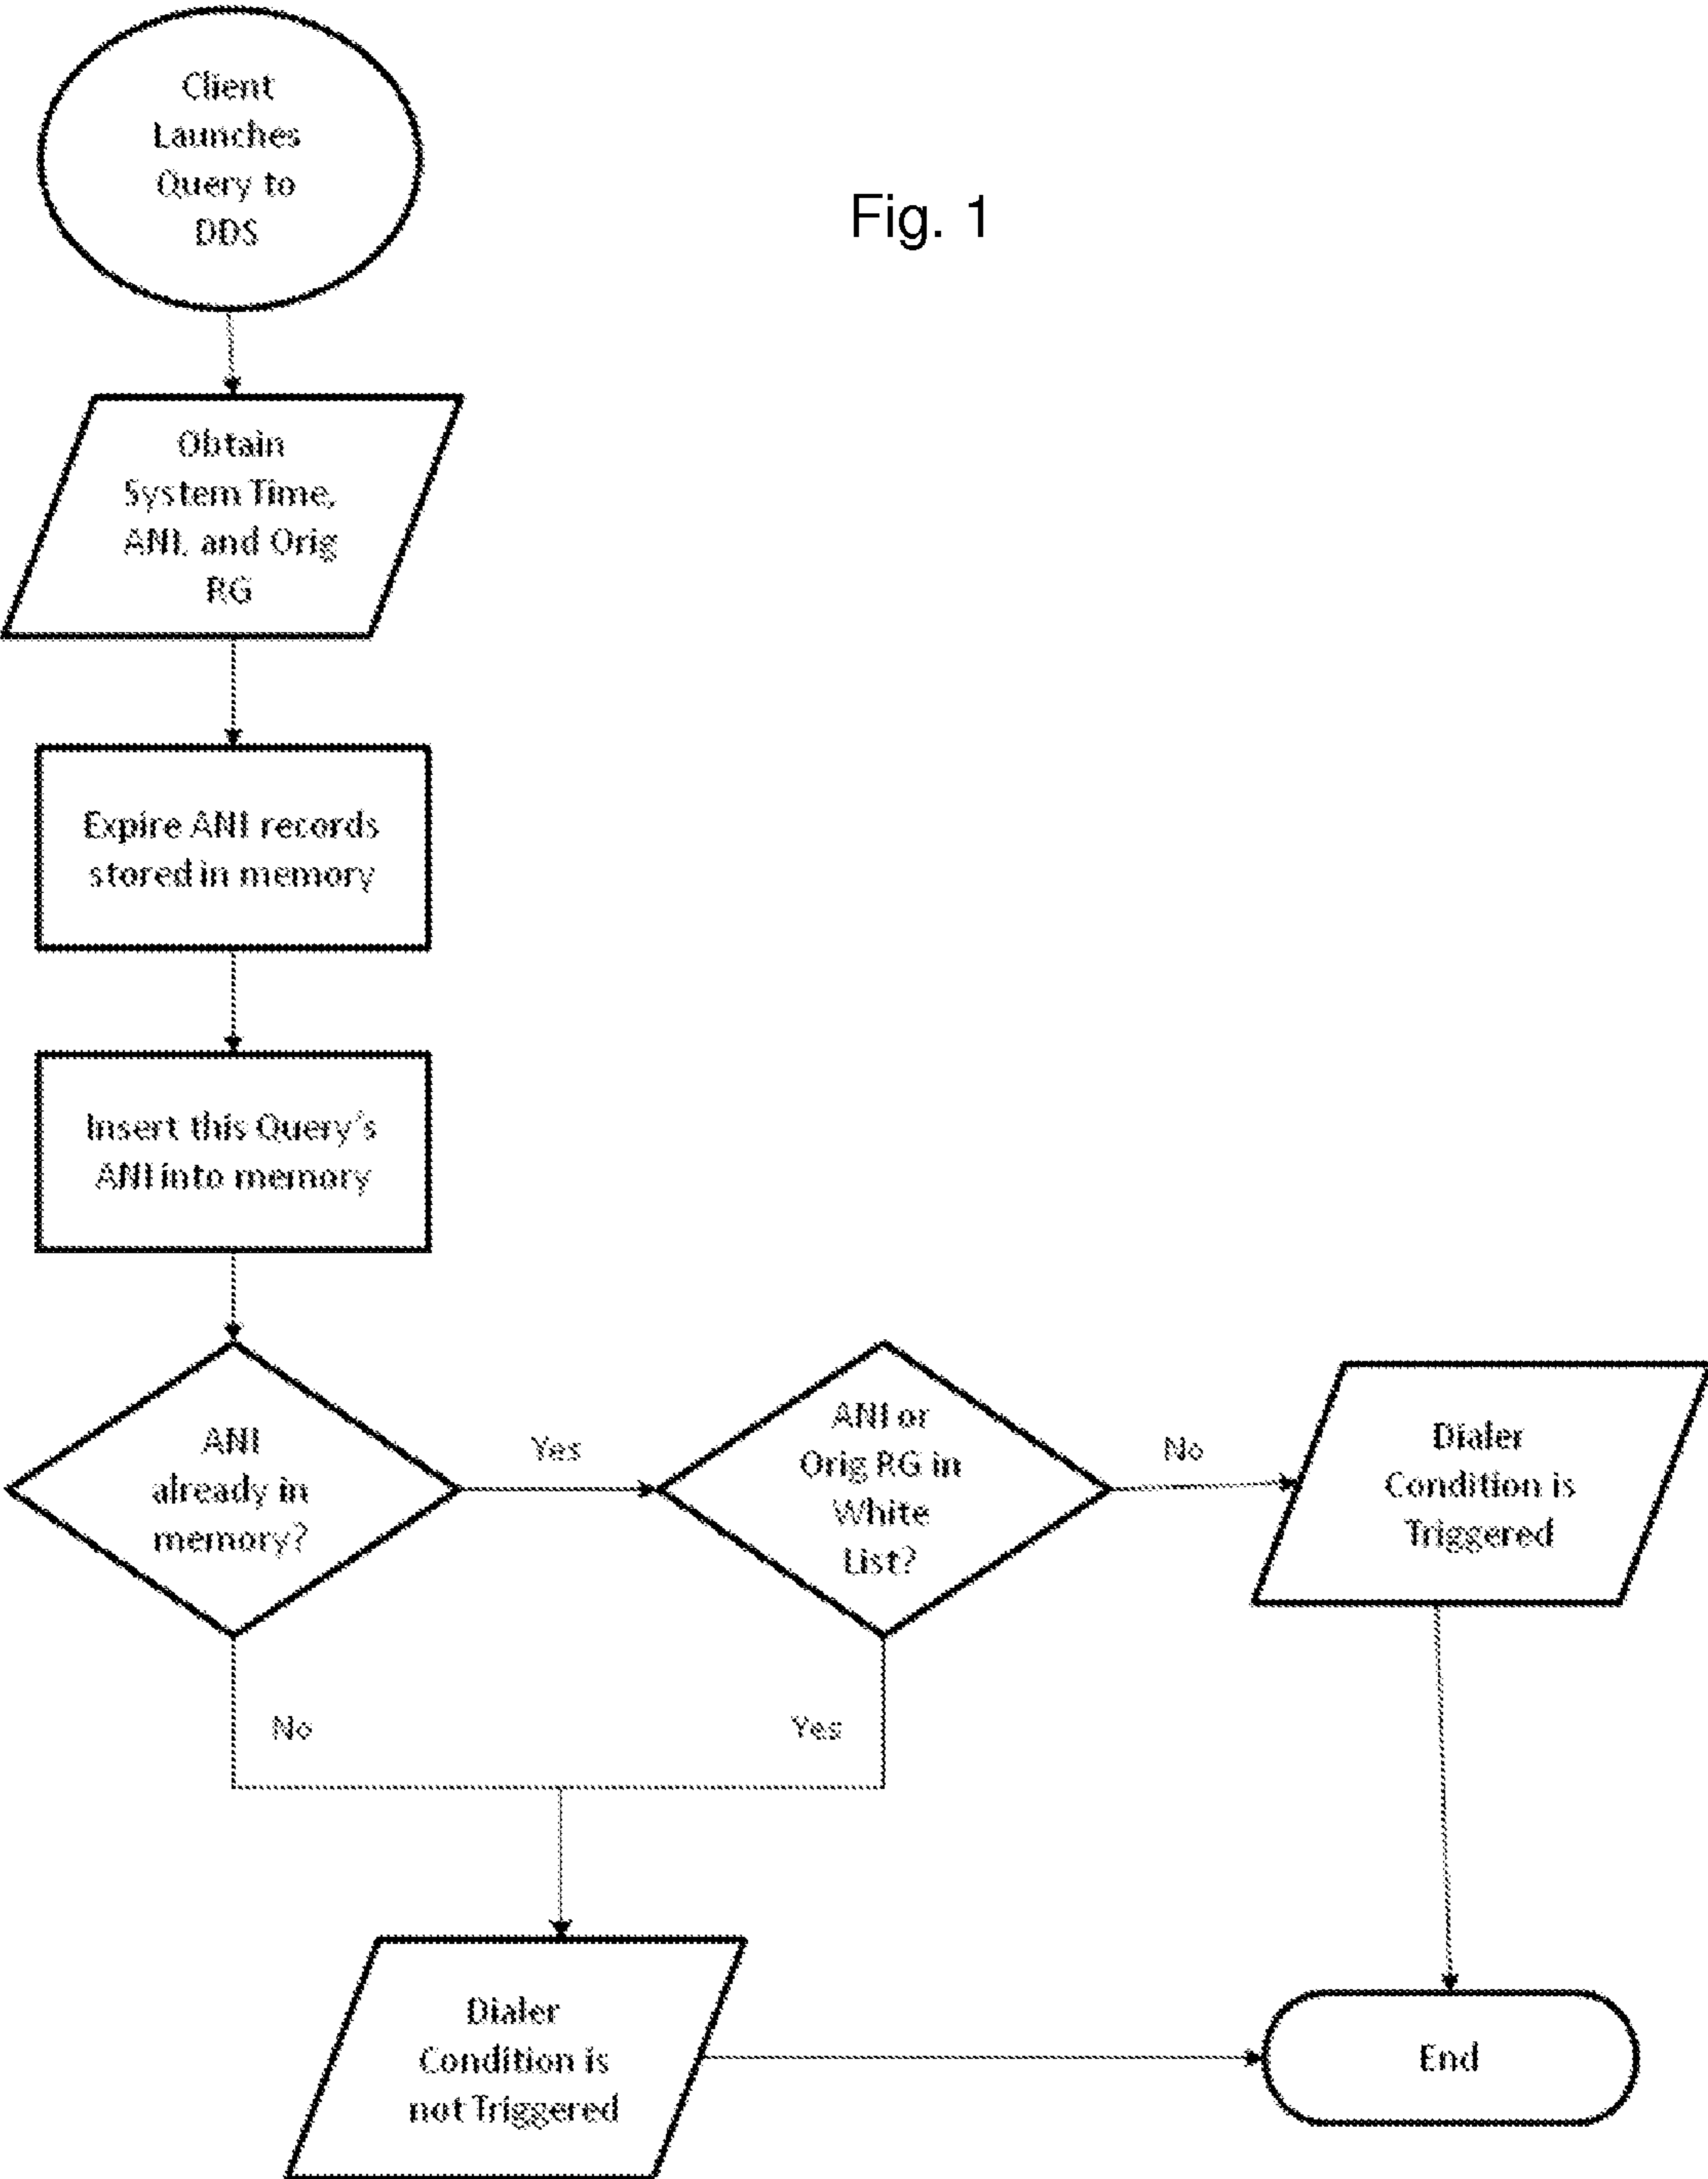 Client
Launches
Query to
DDS
Fig. 1
Obtain
System Time,
ANI, and Orig
RG
Expire ANI records
stored in memory
Insert this Query's
ANI into memory
ANI
already in
memory?
Yes
ANI or
Orig RG in
White
List?
No
Dialer
Condition is
Triggered
No
Yes
Dialer
Condition is
not Triggered
End